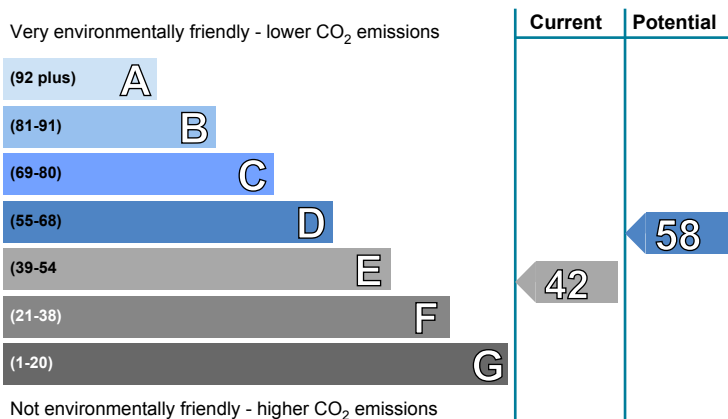 Very environmentally friendly - lower CO2 emissions
Current
Potential
(92 plus) A
(81-91) B
(69-80) C
(55-68) D
58
(39-54 E
42
(21-38) F
(1-20) G
Not environmentally friendly - higher CO2 emissions